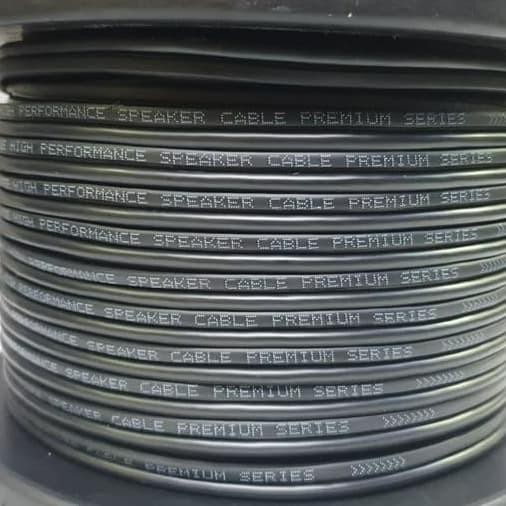 HIGH PERFORMANCE SPEAKER CABLE PREMIUM SERIES >>
HIGH PERFORMANCE SPEAKER CABLE PREMIUM SERIES
HIGH PERFORMANCE SPEAKER CABLE PREMIUM SERIES
HIGH PERFORMANCE SPEAKER CABLE PREMIUM SERIES >>
PERFORMANCE SPEAKER CABLE PREMIUM SERIES >>>>
PERFORMANCE SPEAKER CABLE PREMIUM SERIES >>>>>
PERFORMANCE SPEAKER CABLE PREMIUM SERIES >>>>>>>
SPEAKER CABLE PREMIUM SERIES >>>>>>>>
SPEAKER CABLE PREMIUM SERIES >>>>>>>>
PREMIUM SERIES >>>>>>>>